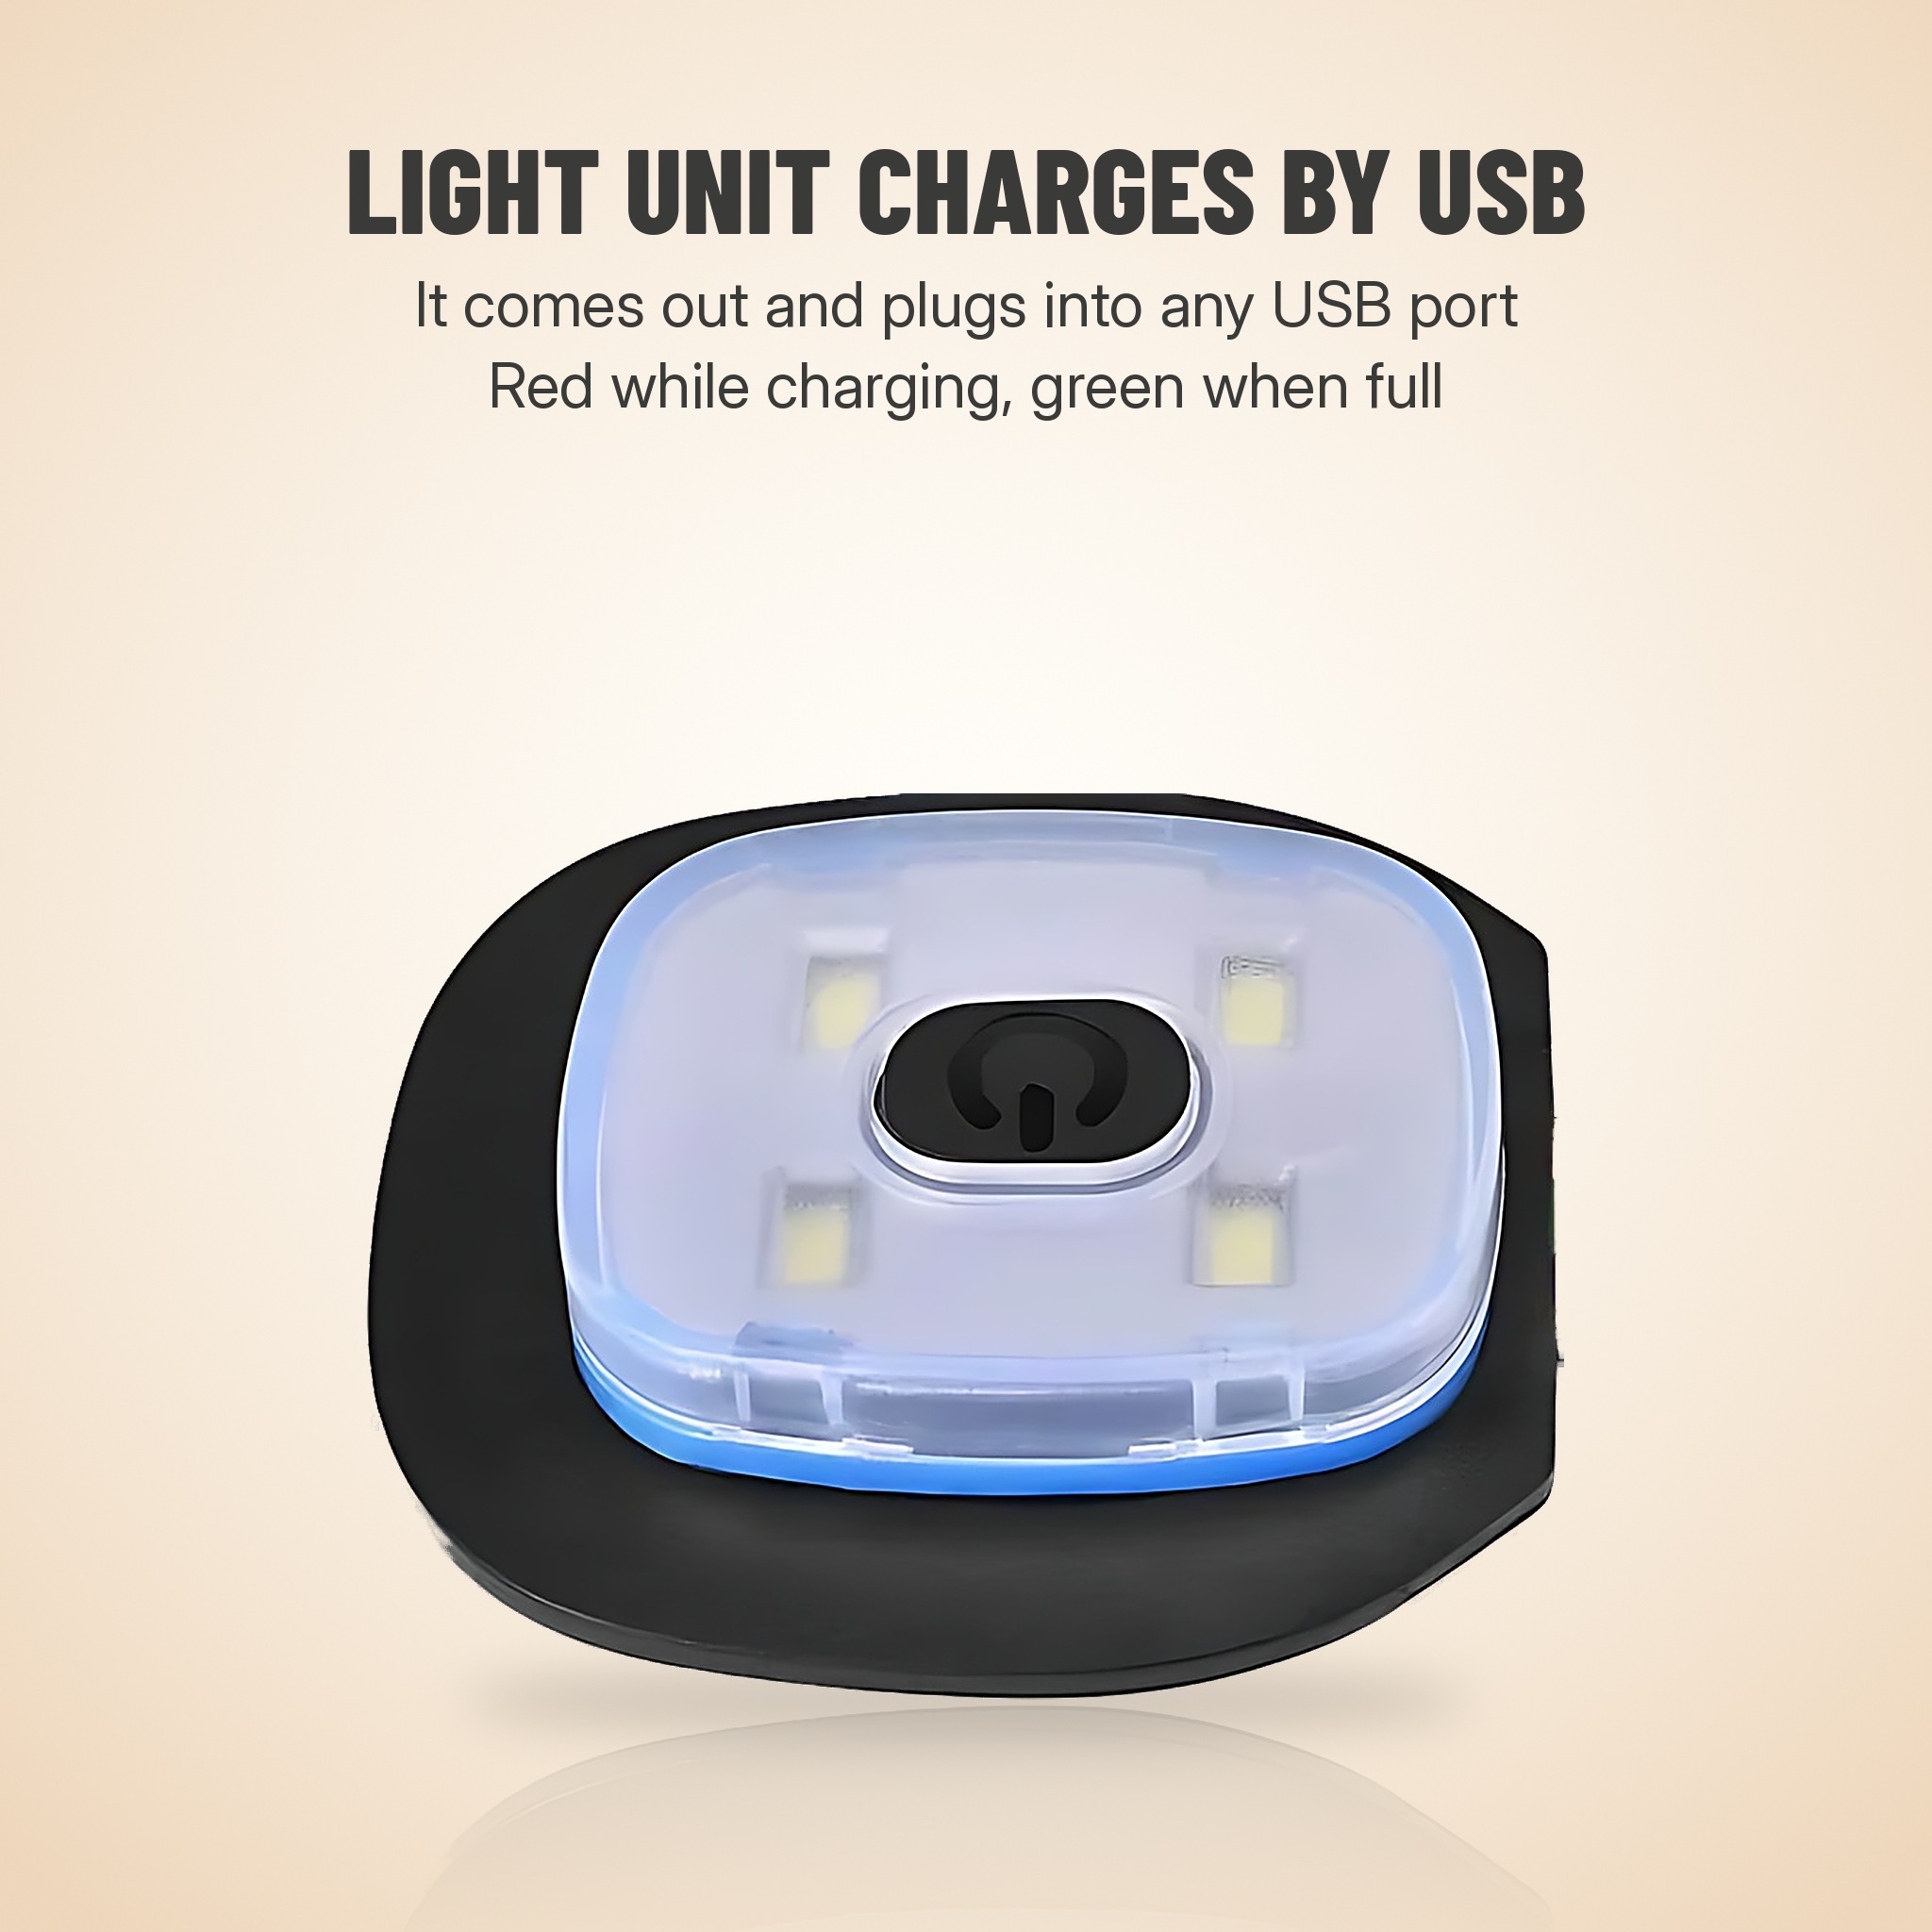 LIGHT UNIT CHARGES BY USB
It comes out and plugs into any USB port
Red while charging, green when full